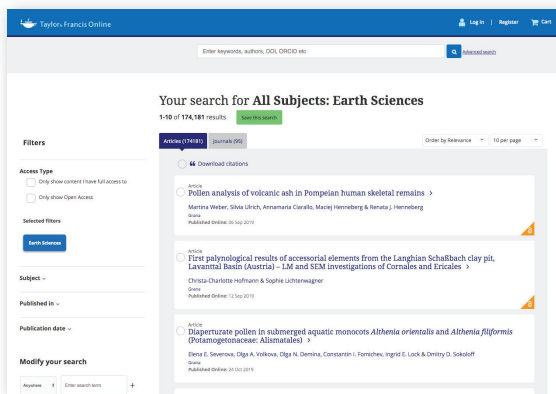 Taylor & Francis Online
Log in | Register Cart
Enter keywords, authors, DOI, ORCID etc
Advanced search
Your search for All Subjects: Earth Sciences
1-10 of 174,181 results
Save this search
Filters
Articles (174181)
Journals (95)
Order by Relevance
10 per page
Download citations
Access Type
Only show content I have full access to
Only show Open Access
Selected filters
Earth Sciences
Subject
Published in
Publication date
Modify your search
Anywhere
Enter search term
+
Article
Pollen analysis of volcanic ash in Pompeian human skeletal remains >
Martina Weber, Silvia Ulrich, Annamaria Ciarallo, Maciej Henneberg & Renata J. Henneberg
Grana
Published Online: 06 Sep 2019
Article
First palynological results of accessorial elements from the Langhian Schaßbach clay pit,
Lavanttal Basin (Austria) – LM and SEM investigations of Cornales and Ericales >
Christa-Charlotte Hofmann & Sophie Lichtenwagner
Grana
Published Online: 12 Sep 2019
Article
Diaperturate pollen in submerged aquatic monocots Althenia orientalis and Althenia filiformis
(Potamogetonaceae: Alismatales) >
Elena E. Severova, Olga A. Volkova, Olga N. Demina, Constantin I. Fomichev, Ingrid E. Lock & Dmitry D. Sokoloff
Grana
Published Online: 24 Oct 2019